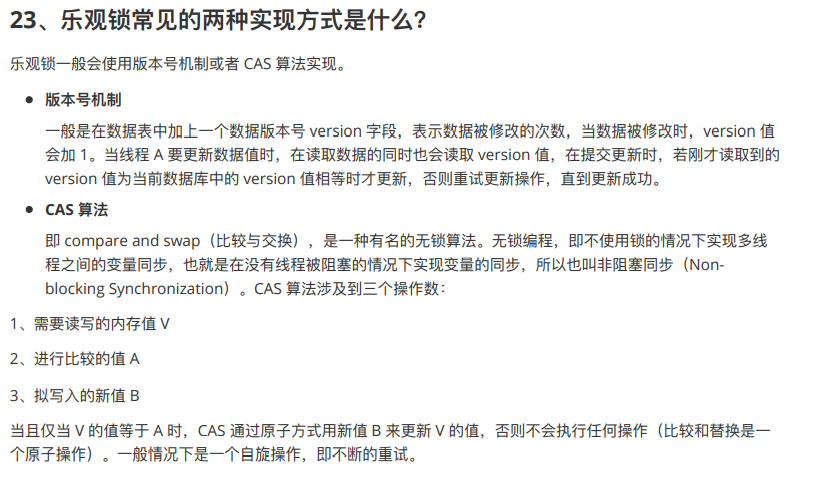 23、乐观锁常见的两种实现方式是什么？
乐观锁一般会使用版本号机制或者 CAS 算法实现。
● 版本号机制
一般是在数据表中加上一个数据版本号 version 字段，表示数据被修改的次数，当数据被修改时，version 值
会加 1。当线程 A 要更新数据值时，在读取数据的同时也会读取 version 值，在提交更新时，若刚才读取到的
version 值为当前数据库中的 version 值相等时才更新，否则重试更新操作，直到更新成功。
● CAS 算法
即 compare and swap（比较与交换），是一种有名的无锁算法。无锁编程，即不使用锁的情况下实现多线
程之间的变量同步，也就是在没有线程被阻塞的情况下实现变量的同步，所以也叫非阻塞同步（Non-
blocking Synchronization）。CAS 算法涉及到三个操作数：
1、需要读写的内存值 V
2、进行比较的值 A
3、拟写入的新值 B
当且仅当 V 的值等于 A 时，CAS 通过原子方式用新值 B 来更新 V 的值，否则不会执行任何操作（比较和替换是一
个原子操作）。一般情况下是一个自旋操作，即不断的重试。